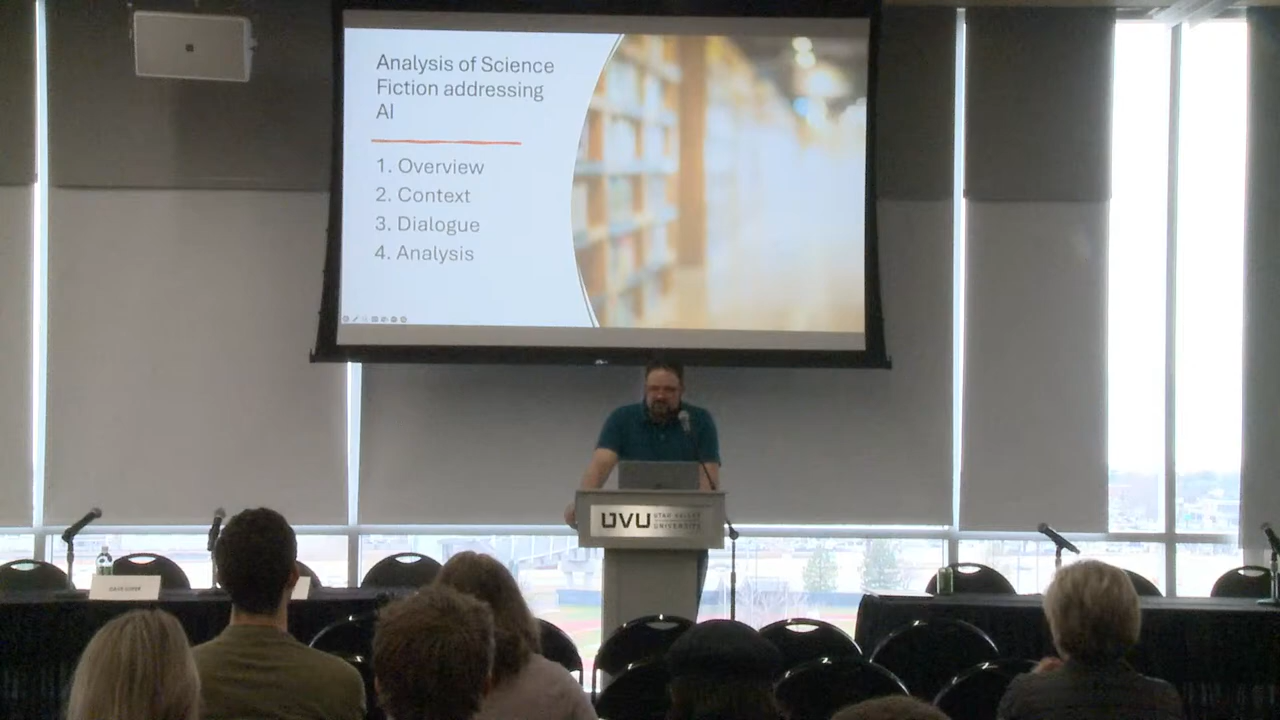 Analysis of Science
Fiction addressing
AI
1. Overview
2. Context
3. Dialogue
4. Analysis
UVU UTAH VALLEY
UNIVERSITY